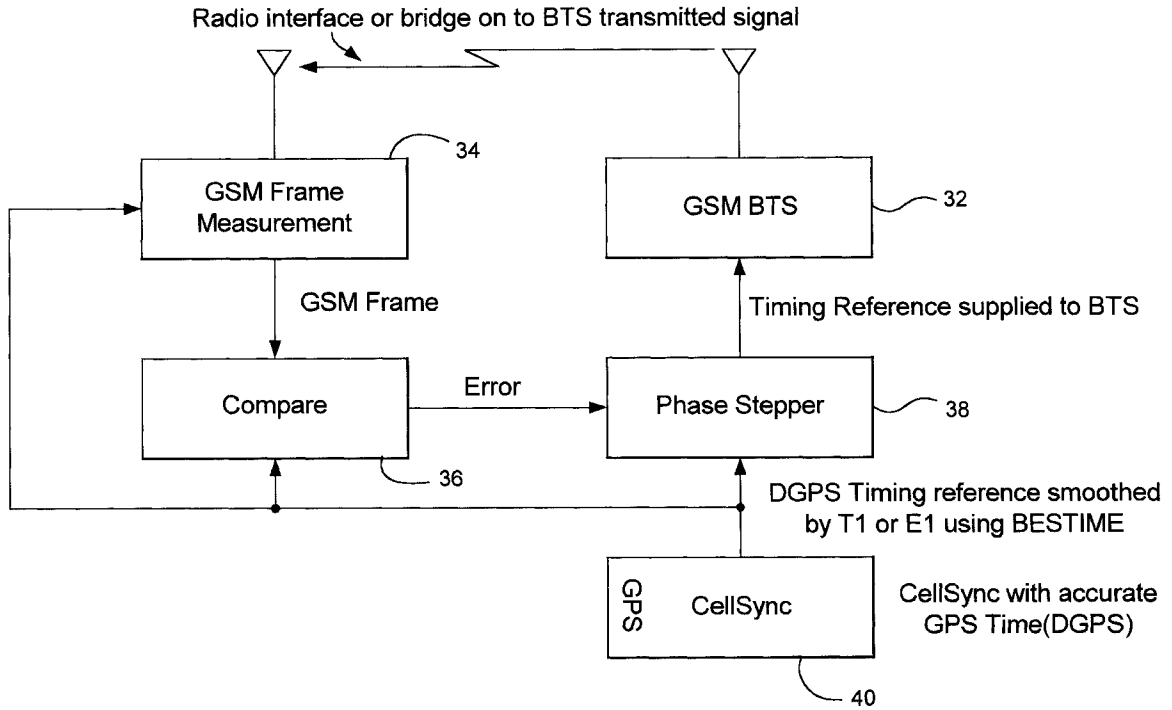 Radio interface or bridge on to BTS transmitted signal
34
GSM Frame
Measurement
GSM BTS
32
GSM Frame
Timing Reference supplied to BTS
Compare
Error
Phase Stepper
38
36
DGPS Timing reference smoothed
by T1 or E1 using BESTIME
GPS
CellSync
CellSync with accurate
GPS Time(DGPS)
40